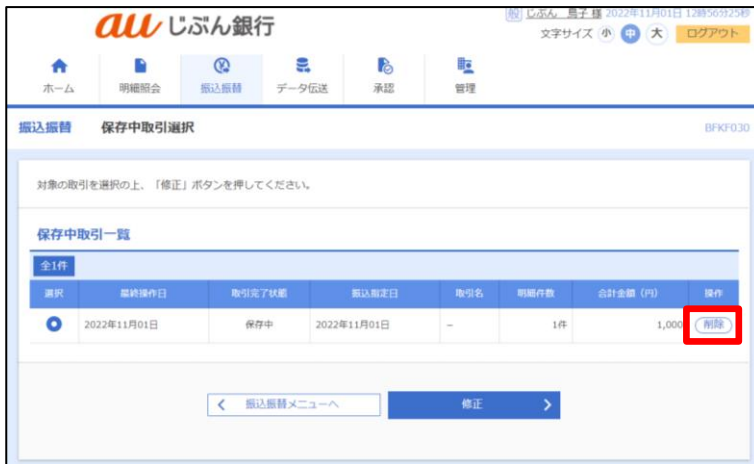 au じぶん銀行
般 じぶん 島子 様 2022年11月01日 12時56分25秒
文字サイズ 小 中 大 ログアウト
ホーム 明細照会 振込振替 データ伝送 承認 管理
振込振替 保存中取引選択 BFKF030
対象の取引を選択の上、「修正」ボタンを押してください。
保存中取引一覧
全1件
選択 最終操作日 取引完了状態 振込指定日 取引名 明細件数 合計金額（円） 操作
2022年11月01日 保存中 2022年11月01日 － 1件 1,000 削除
振込振替メニューへ 修正